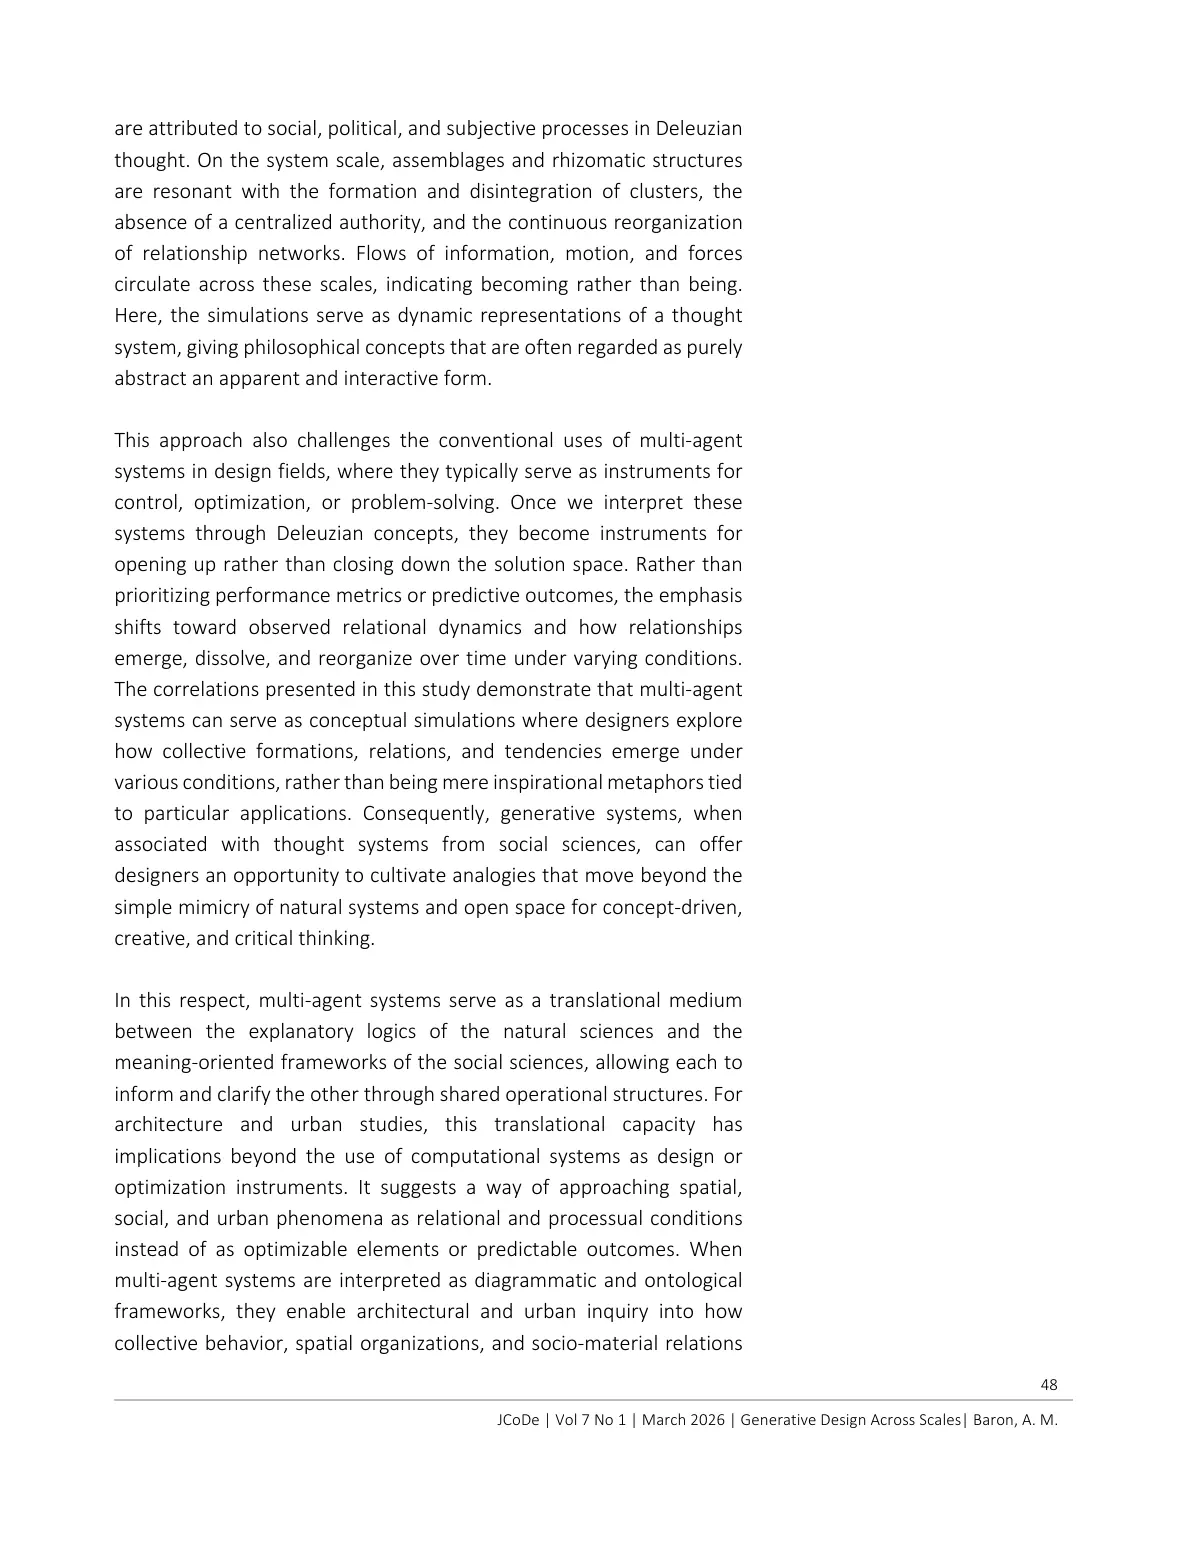 are attributed to social, political, and subjective processes in Deleuzian
thought. On the system scale, assemblages and rhizomatic structures
are resonant with the formation and disintegration of clusters, the
absence of a centralized authority, and the continuous reorganization
of relationship networks. Flows of information, motion, and forces
circulate across these scales, indicating becoming rather than being.
Here, the simulations serve as dynamic representations of a thought
system, giving philosophical concepts that are often regarded as purely
abstract an apparent and interactive form.
This approach also challenges the conventional uses of multi-agent
systems in design fields, where they typically serve as instruments for
control, optimization, or problem-solving. Once we interpret these
systems through Deleuzian concepts, they become instruments for
opening up rather than closing down the solution space. Rather than
prioritizing performance metrics or predictive outcomes, the emphasis
shifts toward observed relational dynamics and how relationships
emerge, dissolve, and reorganize over time under varying conditions.
The correlations presented in this study demonstrate that multi-agent
systems can serve as conceptual simulations where designers explore
how collective formations, relations, and tendencies emerge under
various conditions, rather than being mere inspirational metaphors tied
to particular applications. Consequently, generative systems, when
associated with thought systems from social sciences, can offer
designers an opportunity to cultivate analogies that move beyond the
simple mimicry of natural systems and open space for concept-driven,
creative, and critical thinking.
In this respect, multi-agent systems serve as a translational medium
between the explanatory logics of the natural sciences and the
meaning-oriented frameworks of the social sciences, allowing each to
inform and clarify the other through shared operational structures. For
architecture and urban studies, this translational capacity has
implications beyond the use of computational systems as design or
optimization instruments. It suggests a way of approaching spatial,
social, and urban phenomena as relational and processual conditions
instead of as optimizable elements or predictable outcomes. When
multi-agent systems are interpreted as diagrammatic and ontological
frameworks, they enable architectural and urban inquiry into how
collective behavior, spatial organizations, and socio-material relations
48
JCoDe | Vol 7 No 1 | March 2026 | Generative Design Across Scales| Baron, A. M.